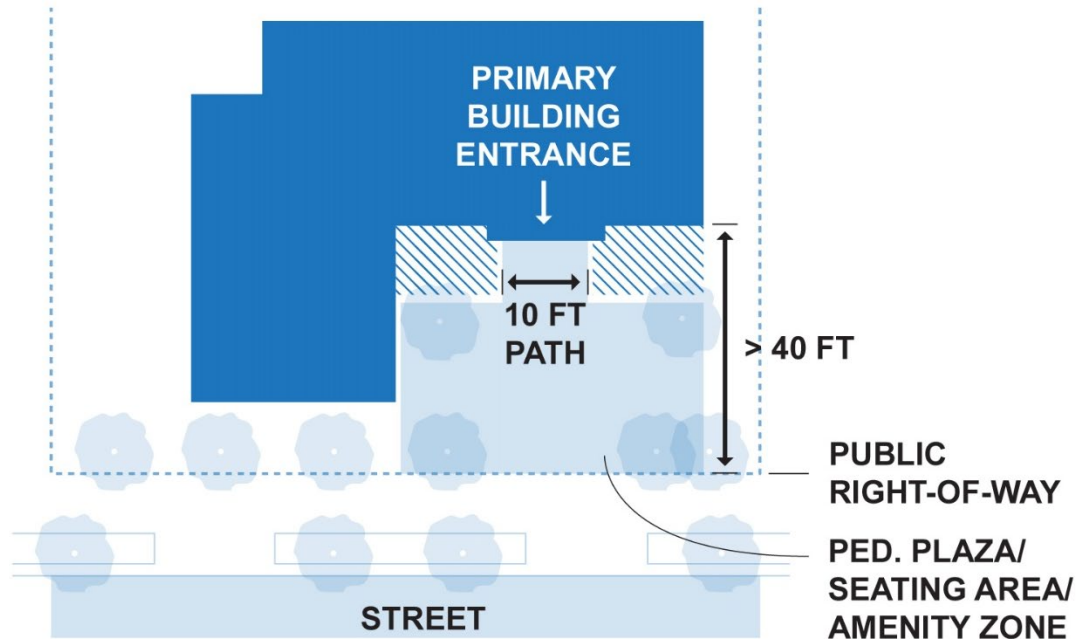 PRIMARY
BUILDING
ENTRANCE
10 FT
PATH
> 40 FT
PUBLIC
RIGHT-OF-WAY
PED. PLAZA/
SEATING AREA/
AMENITY ZONE
STREET